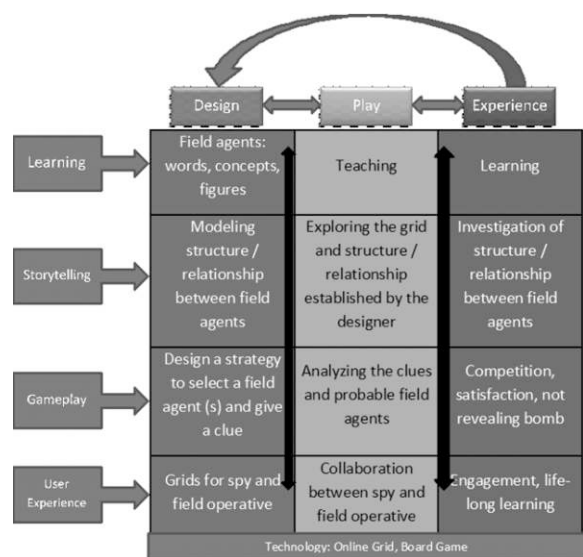 Design
Play
Experience
Learning
Field agents:
words, concepts,
figures
Teaching
Learning
Storytelling
Modeling
structure /
relationship
between field
agents
Exploring the grid
and structure /
relationship
established by the
designer
Investigation of
structure /
relationship
between field
agents
Gameplay
Design a strategy
to select a field
agent (s) and give
a clue
Analyzing the clues
and probable field
agents
Competition,
satisfaction, not
revealing bomb
User
Experience
Grids for spy and
field operative
Collaboration
between spy and
field operative
Engagement, life-
long learning
Technology: Online Grid, Board Game